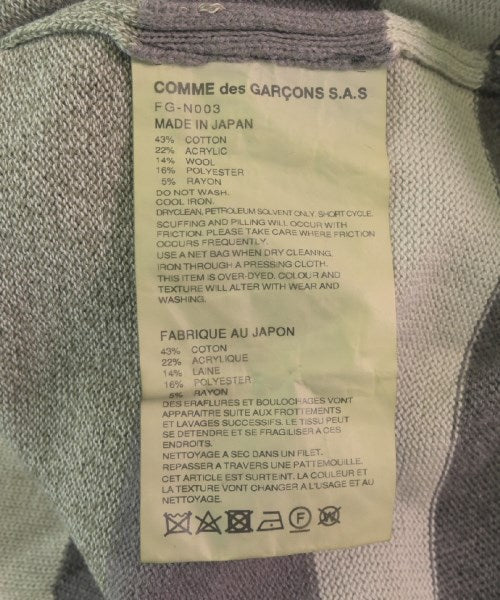 COMME des GARÇONS S.A.S
FG-N003
MADE IN JAPAN
43% COTTON
22% ACRYLIC
14% WOOL
16% POLYESTER
5% RAYON
DO NOT WASH.
COOL IRON.
DRYCLEAN, PETROLEUM SOLVENT ONLY. SHORT CYCLE.
SCUFFING AND PILLING WILL OCCUR WITH
FRICTION. PLEASE TAKE CARE WHERE FRICTION
OCCURS FREQUENTLY.
USE A NET BAG WHEN DRY CLEANING.
IRON THROUGH A PRESSING CLOTH.
THIS ITEM IS OVER-DYED. COLOUR AND
TEXTURE WILL ALTER WITH WEAR AND
WASHING.
FABRIQUE AU JAPON
43% COTON
22% ACRYLIQUE
14% LAINE
16% POLYESTER
5% RAYON
DES ERAFLURES ET BOULOCHAGES VONT
APPARAITRE SUITE AUX FROTTEMENTS
ET LAVAGES SUCCESSIFS. LE TISSU PEUT
SE DETENDRE ET SE FRAGILISER A CES
ENDROITS.
NETTOYAGE A SEC DANS UN FILET.
REPASSER A TRAVERS UNE PATTEMOUILLE.
CET ARTICLE EST SURTEINT. LA COULEUR ET
LA TEXTURE VONT CHANGER A L'USAGE ET AU
NETTOYAGE.
F W